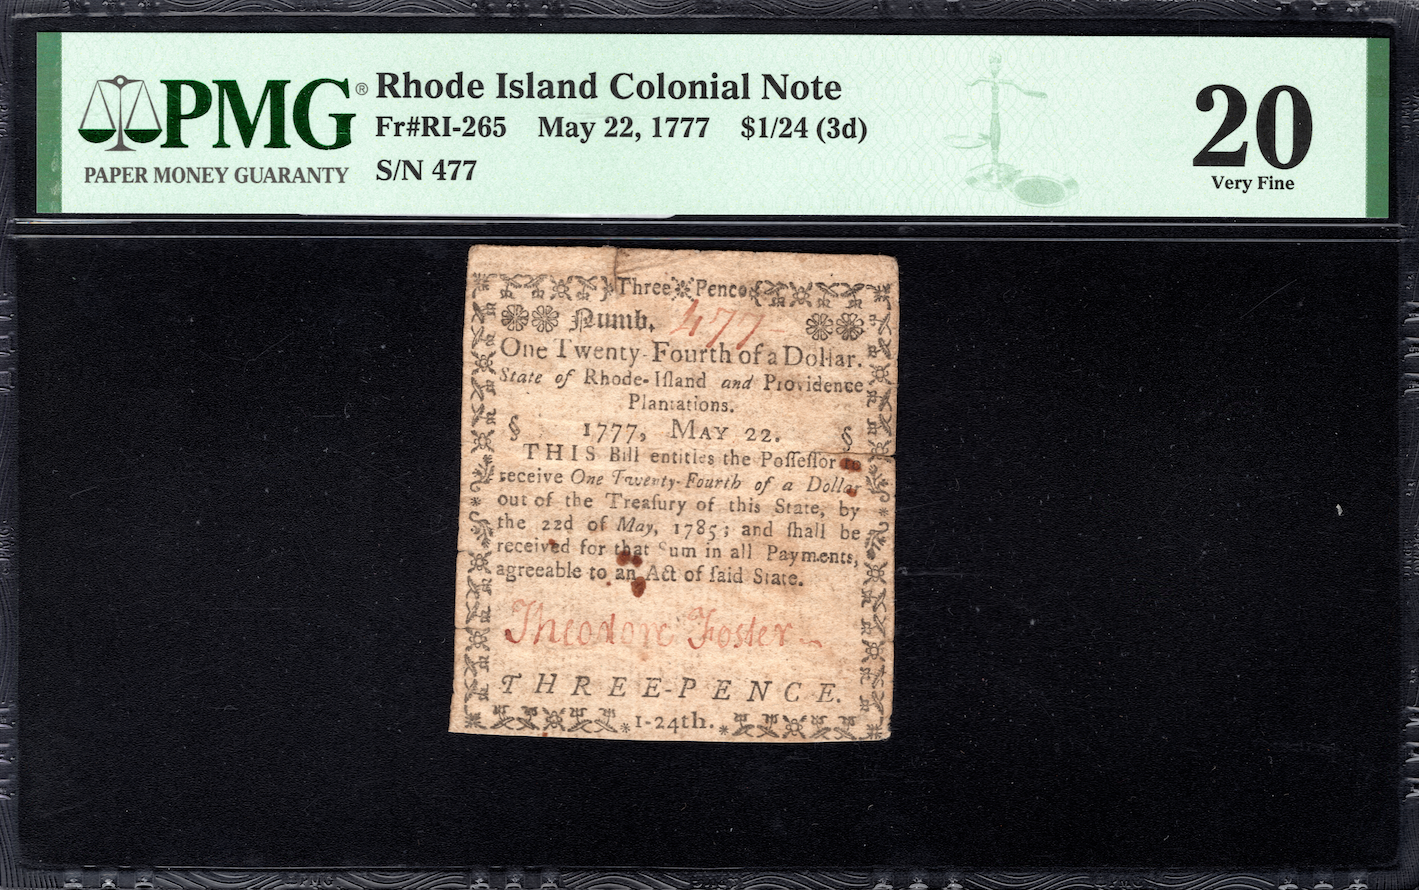 PMG® Rhode Island Colonial Note
Fr#RI-265 May 22, 1777 $1/24 (3d)
PAPER MONEY GUARANTY S/N 477
20
Very Fine
Three Pence
Numb. 477
One Twenty-Fourth of a Dollar.
State of Rhode-Iſland and Providence
Plantations.
§ 1777, MAY 22. §
THIS Bill entitles the Poſſeſſor to
receive One Twenty-Fourth of a Dollar
out of the Treaſury of this State, by
the 22d of May, 1785; and ſhall be
received for that Sum in all Payments,
agreeable to an Act of ſaid State.
Theodore Foster
THREE-PENCE.
*1-24th.*